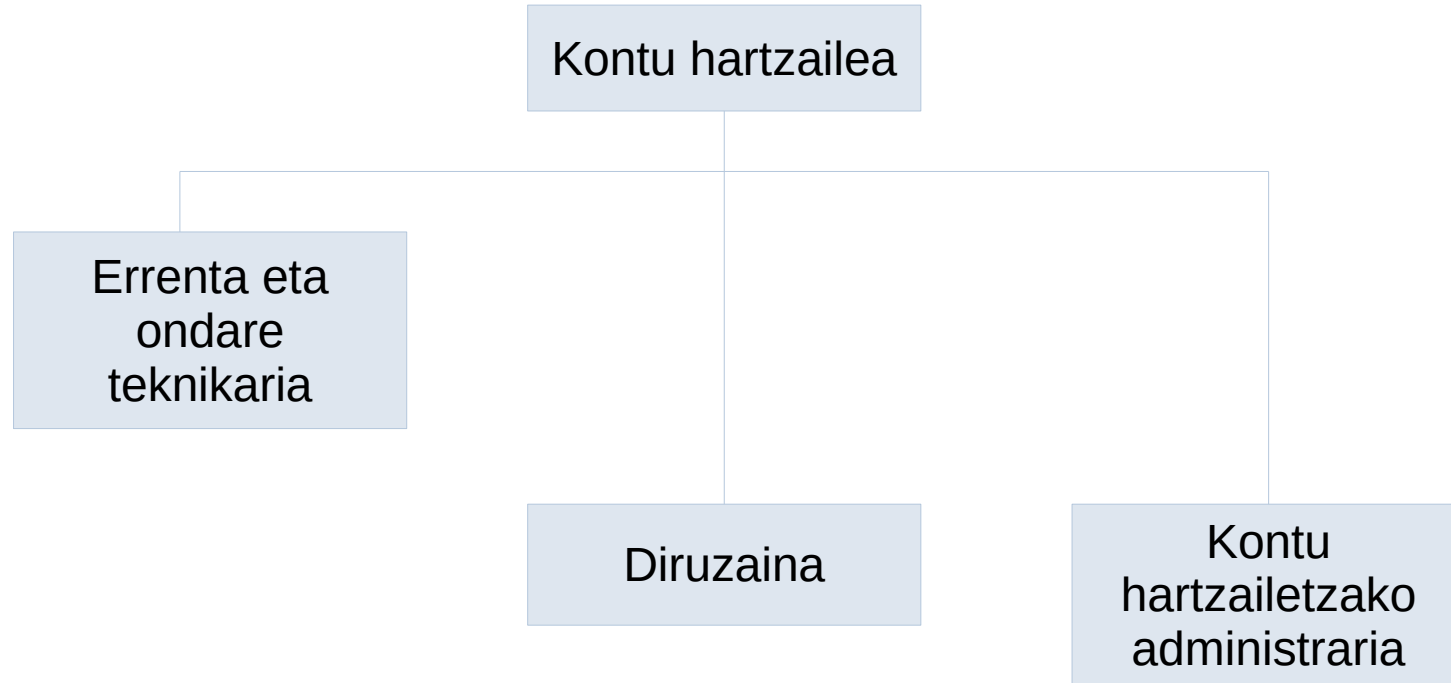 Kontu hartzailea
Errenta eta
ondare
teknikaria
Diruzaina
Kontu
hartzailetzako
administraria